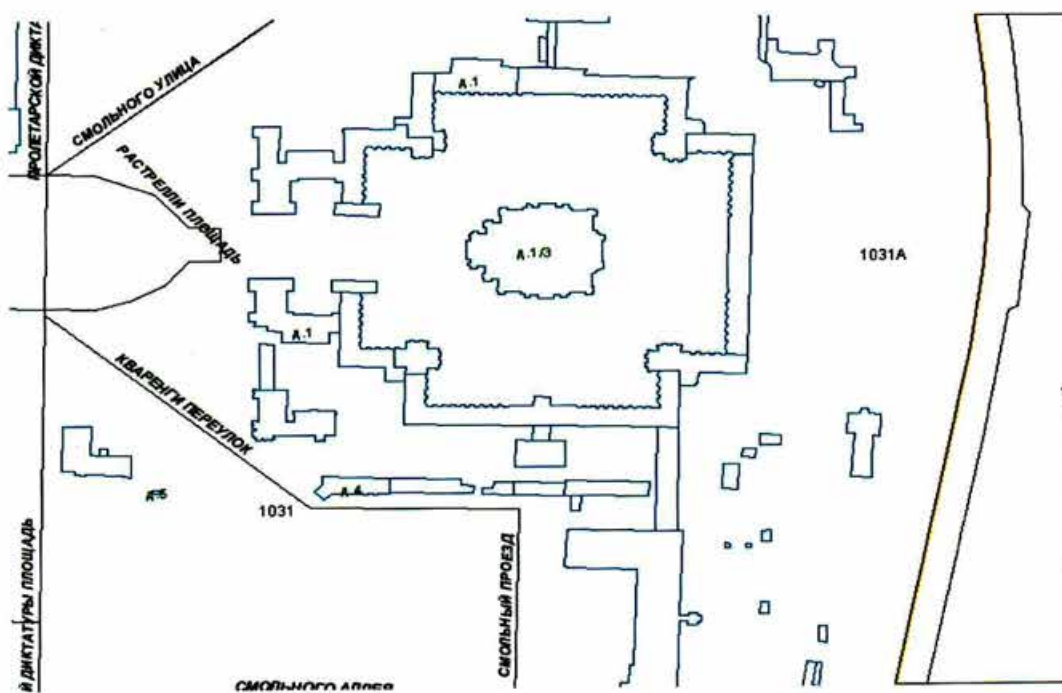 ПРОЛЕТАРСКОЙ ДИКТА
СМОЛЬНОГО УЛИЦА
РАСТРЕЛЛИ ПЛОЩАДЬ
Д.1
Д.1/3
1031А
Д.1
КВАРЕНГИ ПЕРЕУЛОК
Д.4
1031
СМОЛЬНЫЙ ПРОЕЗД
Й ДИКТАТУРЫ ПЛОЩАДЬ
СМОЛЬНОГО АЛЛЕЯ